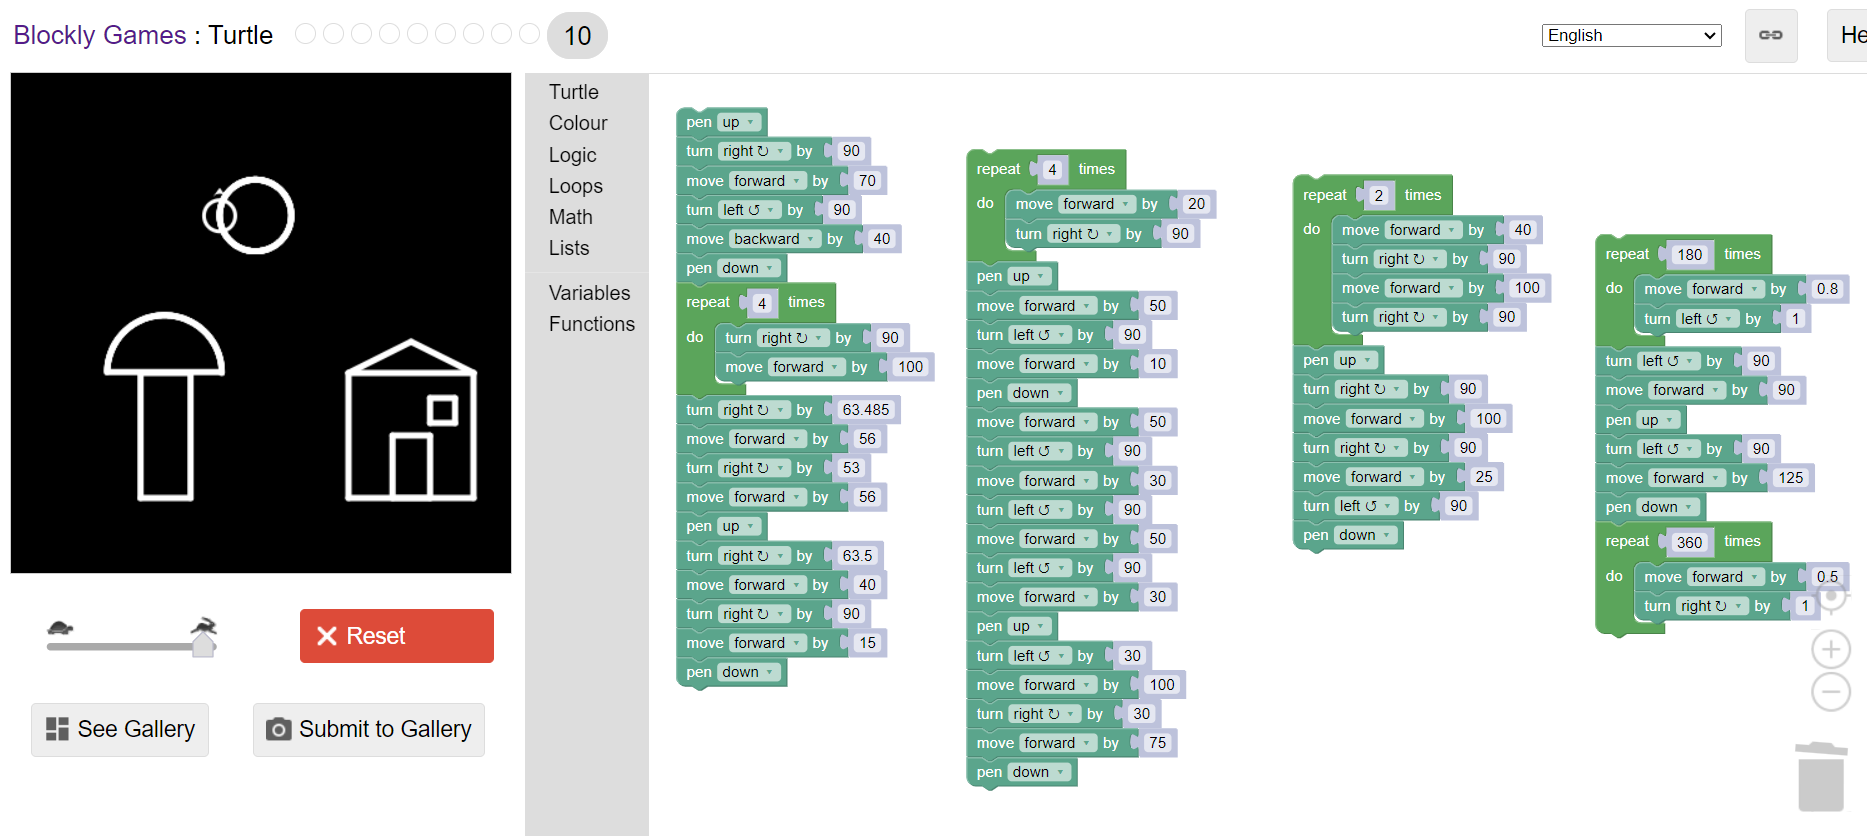 Blockly Games : Turtle 10 English He
Turtle
Colour
Logic
Loops
Math
Lists
Variables
Functions
pen up
turn right ↻ by 90
move forward by 70
turn left ↺ by 90
move backward by 40
pen down
repeat 4 times
do turn right ↻ by 90
move forward by 100
turn right ↻ by 63.485
move forward by 56
turn right ↻ by 53
move forward by 56
pen up
turn right ↻ by 63.5
move forward by 40
turn right ↻ by 90
move forward by 15
pen down
repeat 4 times
do move forward by 20
turn right ↻ by 90
pen up
move forward by 50
turn left ↺ by 90
move forward by 10
pen down
move forward by 50
turn left ↺ by 90
move forward by 30
turn left ↺ by 90
move forward by 50
turn left ↺ by 90
move forward by 30
pen up
turn left ↺ by 30
move forward by 100
turn right ↻ by 30
move forward by 75
pen down
repeat 2 times
do move forward by 40
turn right ↻ by 90
move forward by 100
turn right ↻ by 90
pen up
turn right ↻ by 90
move forward by 100
turn right ↻ by 90
move forward by 25
turn left ↺ by 90
pen down
repeat 180 times
do move forward by 0.8
turn left ↺ by 1
turn left ↺ by 90
move forward by 90
pen up
turn left ↺ by 90
move forward by 125
pen down
repeat 360 times
do move forward by 0.5
turn right ↻ by 1
Reset
See Gallery
Submit to Gallery